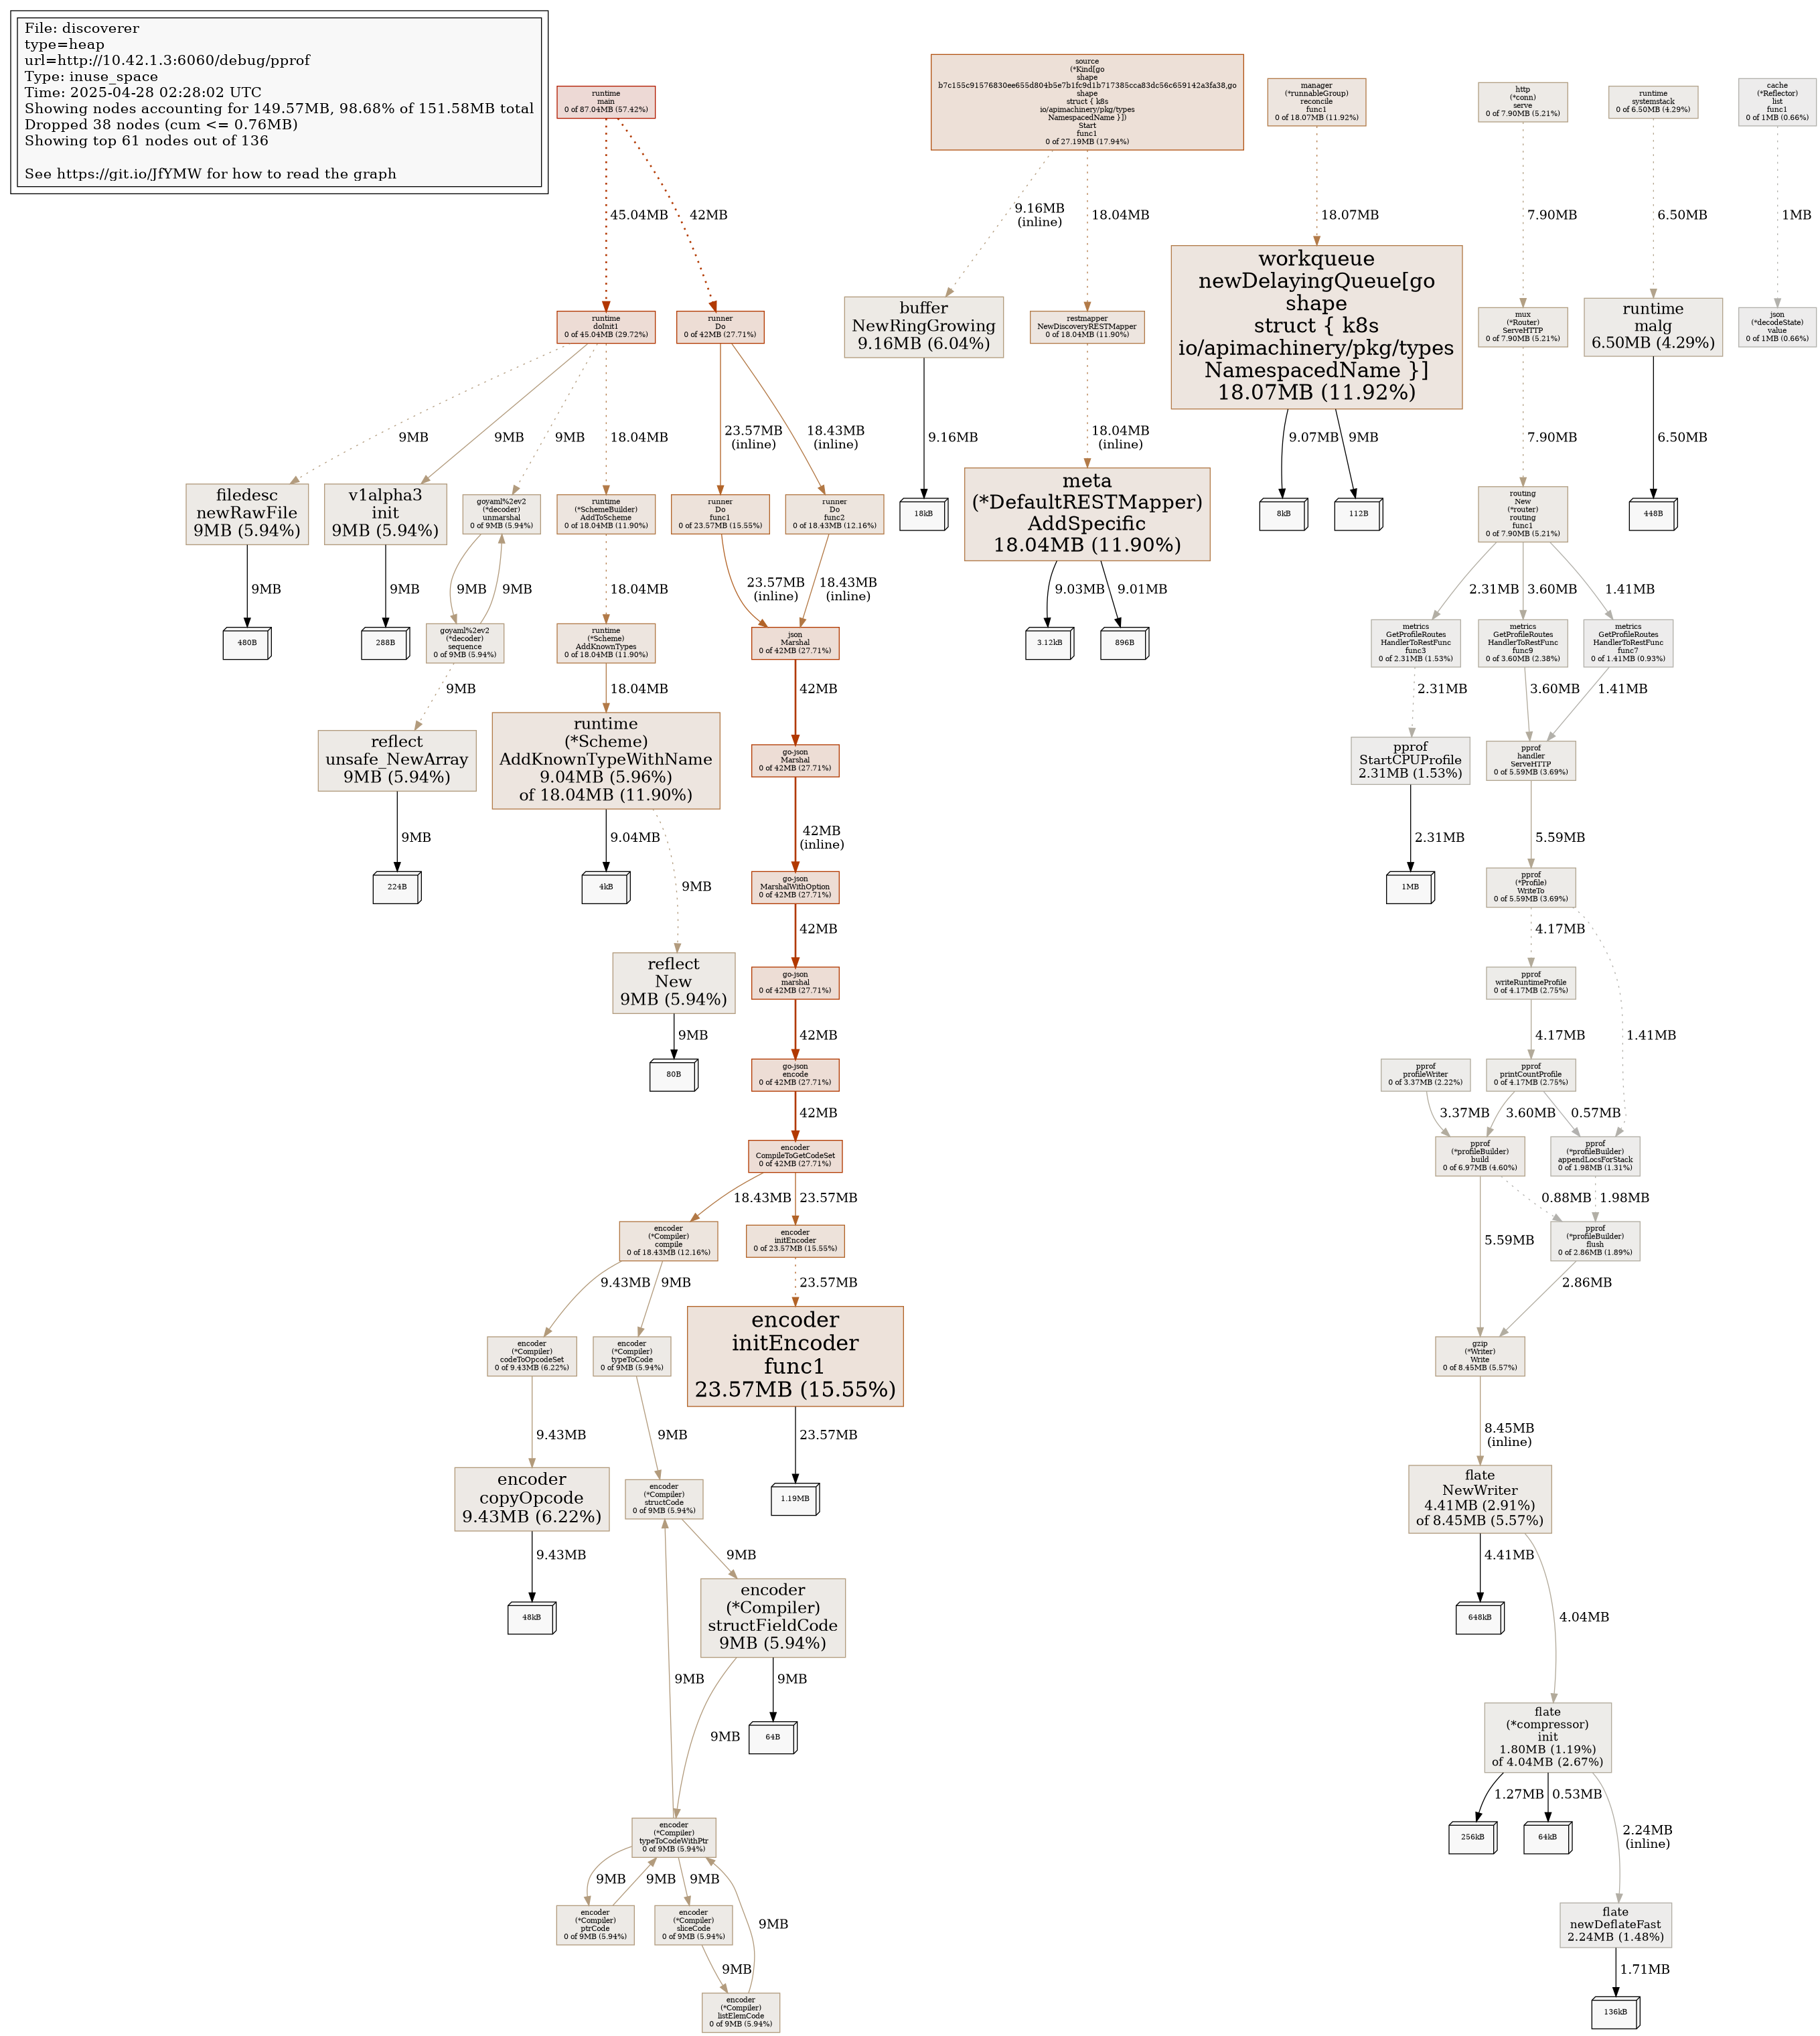 File: discoverer
type=heap
url=http://10.42.1.3:6060/debug/pprof
Type: inuse_space
Time: 2025-04-28 02:28:02 UTC
Showing nodes accounting for 149.57MB, 98.68% of 151.58MB total
Dropped 38 nodes (cum <= 0.76MB)
Showing top 61 nodes out of 136
See https://git.io/JfYMW for how to read the graph
runtime
main
0 of 87.04MB (57.42%)
source
(*Kind[go
shape
b7c155c91576830ee655d804b5e7b1fc9d1b717385cca83dc56c659142a3fa38,go
shape
struct { k8s
io/apimachinery/pkg/types
NamespacedName }])
Start
func1
0 of 27.19MB (17.94%)
manager
(*runnableGroup)
reconcile
func1
0 of 18.07MB (11.92%)
http
(*conn)
serve
0 of 7.90MB (5.21%)
runtime
systemstack
0 of 6.50MB (4.29%)
cache
(*Reflector)
list
func1
0 of 1MB (0.66%)
45.04MB
42MB
9.16MB
(inline)
18.04MB
18.07MB
7.90MB
6.50MB
1MB
runtime
doInit1
0 of 45.04MB (29.72%)
runner
Do
0 of 42MB (27.71%)
buffer
NewRingGrowing
9.16MB (6.04%)
restmapper
NewDiscoveryRESTMapper
0 of 18.04MB (11.90%)
workqueue
newDelayingQueue[go
shape
struct { k8s
io/apimachinery/pkg/types
NamespacedName }]
18.07MB (11.92%)
mux
(*Router)
ServeHTTP
0 of 7.90MB (5.21%)
runtime
malg
6.50MB (4.29%)
json
(*decodeState)
value
0 of 1MB (0.66%)
9MB
9MB
9MB
18.04MB
23.57MB
(inline)
18.43MB
(inline)
9.16MB
18.04MB
(inline)
9.07MB
9MB
7.90MB
6.50MB
filedesc
newRawFile
9MB (5.94%)
v1alpha3
init
9MB (5.94%)
goyaml%2ev2
(*decoder)
unmarshal
0 of 9MB (5.94%)
runtime
(*SchemeBuilder)
AddToScheme
0 of 18.04MB (11.90%)
runner
Do
func1
0 of 23.57MB (15.55%)
runner
Do
func2
0 of 18.43MB (12.16%)
18kB
meta
(*DefaultRESTMapper)
AddSpecific
18.04MB (11.90%)
8kB
112B
routing
New
(*router)
routing
func1
0 of 7.90MB (5.21%)
448B
9MB
9MB
9MB
9MB
18.04MB
23.57MB
(inline)
18.43MB
(inline)
9.03MB
9.01MB
2.31MB
3.60MB
1.41MB
480B
288B
goyaml%2ev2
(*decoder)
sequence
0 of 9MB (5.94%)
runtime
(*Scheme)
AddKnownTypes
0 of 18.04MB (11.90%)
json
Marshal
0 of 42MB (27.71%)
3.12kB
896B
metrics
GetProfileRoutes
HandlerToRestFunc
func3
0 of 2.31MB (1.53%)
metrics
GetProfileRoutes
HandlerToRestFunc
func9
0 of 3.60MB (2.38%)
metrics
GetProfileRoutes
HandlerToRestFunc
func7
0 of 1.41MB (0.93%)
9MB
18.04MB
42MB
2.31MB
3.60MB
1.41MB
reflect
unsafe_NewArray
9MB (5.94%)
runtime
(*Scheme)
AddKnownTypeWithName
9.04MB (5.96%)
of 18.04MB (11.90%)
go-json
Marshal
0 of 42MB (27.71%)
pprof
StartCPUProfile
2.31MB (1.53%)
pprof
handler
ServeHTTP
0 of 5.59MB (3.69%)
9MB
9.04MB
9MB
42MB
(inline)
2.31MB
5.59MB
224B
4kB
go-json
MarshalWithOption
0 of 42MB (27.71%)
1MB
pprof
(*Profile)
WriteTo
0 of 5.59MB (3.69%)
42MB
4.17MB
1.41MB
reflect
New
9MB (5.94%)
go-json
marshal
0 of 42MB (27.71%)
pprof
writeRuntimeProfile
0 of 4.17MB (2.75%)
9MB
42MB
4.17MB
80B
go-json
encode
0 of 42MB (27.71%)
pprof
profileWriter
0 of 3.37MB (2.22%)
pprof
printCountProfile
0 of 4.17MB (2.75%)
42MB
3.37MB
3.60MB
0.57MB
encoder
CompileToGetCodeSet
0 of 42MB (27.71%)
pprof
(*profileBuilder)
build
0 of 6.97MB (4.60%)
pprof
(*profileBuilder)
appendLocsForStack
0 of 1.98MB (1.31%)
18.43MB
23.57MB
0.88MB
1.98MB
encoder
(*Compiler)
compile
0 of 18.43MB (12.16%)
encoder
initEncoder
0 of 23.57MB (15.55%)
5.59MB
pprof
(*profileBuilder)
flush
0 of 2.86MB (1.89%)
9.43MB
9MB
23.57MB
2.86MB
encoder
(*Compiler)
codeToOpcodeSet
0 of 9.43MB (6.22%)
encoder
(*Compiler)
typeToCode
0 of 9MB (5.94%)
encoder
initEncoder
func1
23.57MB (15.55%)
gzip
(*Writer)
Write
0 of 8.45MB (5.57%)
9.43MB
9MB
23.57MB
8.45MB
(inline)
encoder
copyOpcode
9.43MB (6.22%)
encoder
(*Compiler)
structCode
0 of 9MB (5.94%)
1.19MB
flate
NewWriter
4.41MB (2.91%)
of 8.45MB (5.57%)
9.43MB
9MB
4.41MB
4.04MB
48kB
encoder
(*Compiler)
structFieldCode
9MB (5.94%)
648kB
9MB
9MB
9MB
64B
flate
(*compressor)
init
1.80MB (1.19%)
of 4.04MB (2.67%)
1.27MB
0.53MB
2.24MB
(inline)
encoder
(*Compiler)
typeToCodeWithPtr
0 of 9MB (5.94%)
256kB
64kB
9MB
9MB
9MB
9MB
encoder
(*Compiler)
ptrCode
0 of 9MB (5.94%)
encoder
(*Compiler)
sliceCode
0 of 9MB (5.94%)
flate
newDeflateFast
2.24MB (1.48%)
9MB
1.71MB
encoder
(*Compiler)
listElemCode
0 of 9MB (5.94%)
136kB